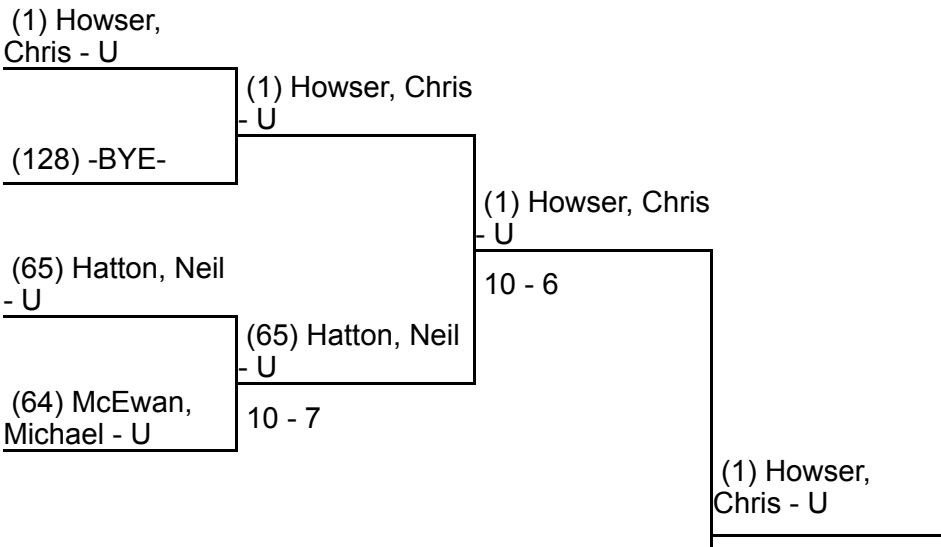 (1) Howser,
Chris - U
(1) Howser, Chris
- U
(128) -BYE-
(1) Howser, Chris
- U
(65) Hatton, Neil
- U
10 - 6
(65) Hatton, Neil
- U
(64) McEwan,
Michael - U
10 - 7
(1) Howser,
Chris - U